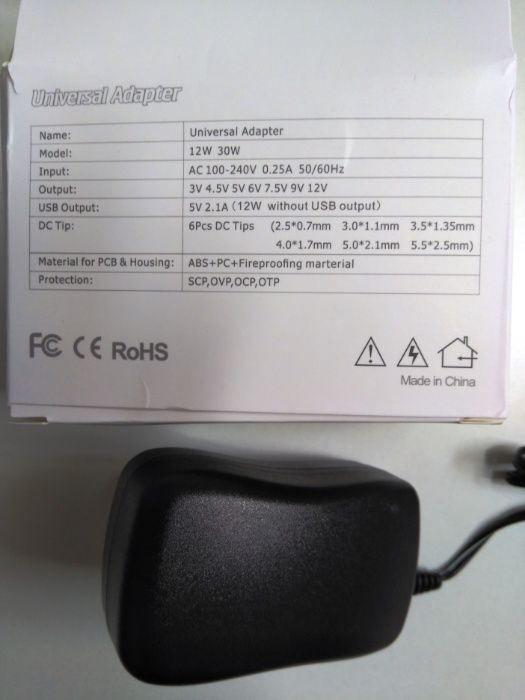 Universal Adapter
Name: Universal Adapter
Model: 12W 30W
Input: AC 100-240V 0.25A 50/60Hz
Output: 3V 4.5V 5V 6V 7.5V 9V 12V
USB Output: 5V 2.1A (12W without USB output)
DC Tip: 6Pcs DC Tips (2.5*0.7mm 3.0*1.1mm 3.5*1.35mm
4.0*1.7mm 5.0*2.1mm 5.5*2.5mm)
Material for PCB & Housing: ABS+PC+Fireproofing marterial
Protection: SCP,OVP,OCP,OTP
FC CE RoHS
Made in China